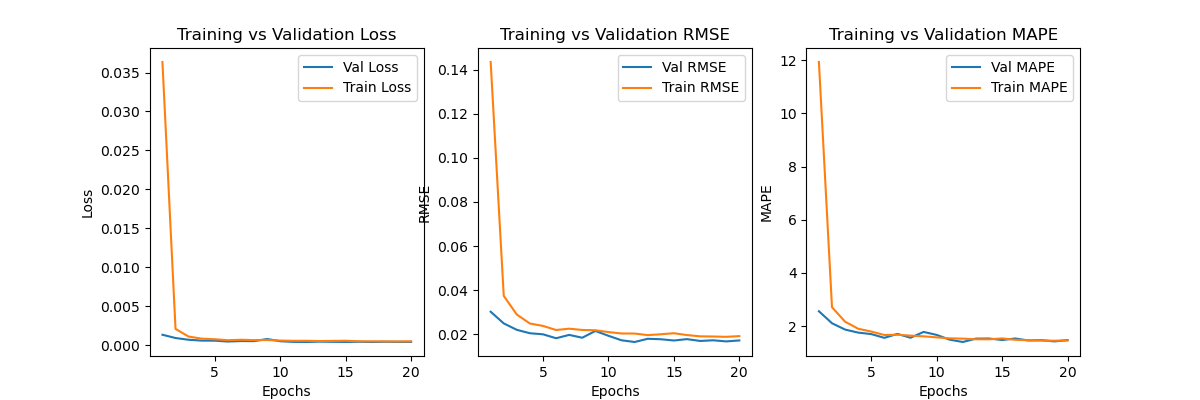 Training vs Validation Loss
Val Loss
Train Loss
0.035
0.030
0.025
0.020
0.015
0.010
0.005
0.000
Loss
5
10
15
20
Epochs
Training vs Validation RMSE
Val RMSE
Train RMSE
0.14
0.12
0.10
0.08
0.06
0.04
0.02
RMSE
5
10
15
20
Epochs
Training vs Validation MAPE
Val MAPE
Train MAPE
12
10
8
6
4
2
MAPE
5
10
15
20
Epochs